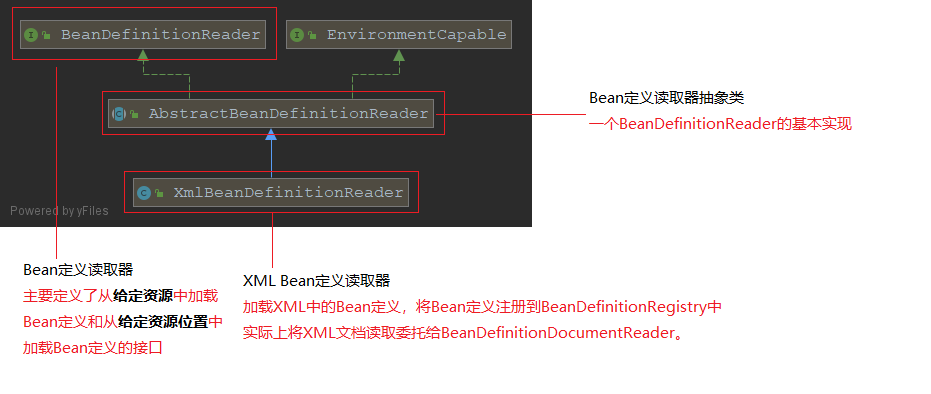 BeanDefinitionReader
EnvironmentCapable
AbstractBeanDefinitionReader
Bean定义读取器抽象类
一个BeanDefinitionReader的基本实现
XmlBeanDefinitionReader
Powered by yFiles
Bean定义读取器
主要定义了从给定资源中加载
Bean定义和从给定资源位置中
加载Bean定义的接口
XML Bean定义读取器
加载XML中的Bean定义，将Bean定义注册到BeanDefinitionRegistry中
实际上将XML文档读取委托给BeanDefinitionDocumentReader。